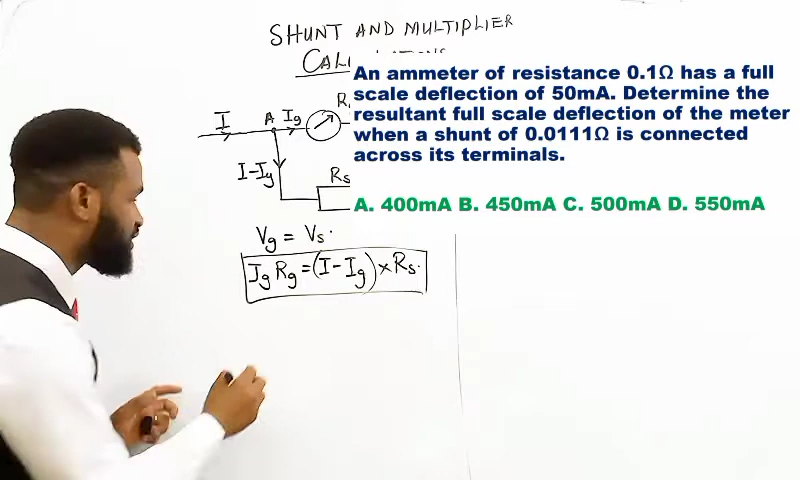 SHUNT AND MULTIPLIER
An ammeter of resistance 0.1Ω has a full
scale deflection of 50mA. Determine the
resultant full scale deflection of the meter
when a shunt of 0.0111Ω is connected
across its terminals.
A. 400mA B. 450mA C. 500mA D. 550mA
I A Ig
I-Ig Rs
Vg = Vs.
IgRg=(I-Ig)×Rs.